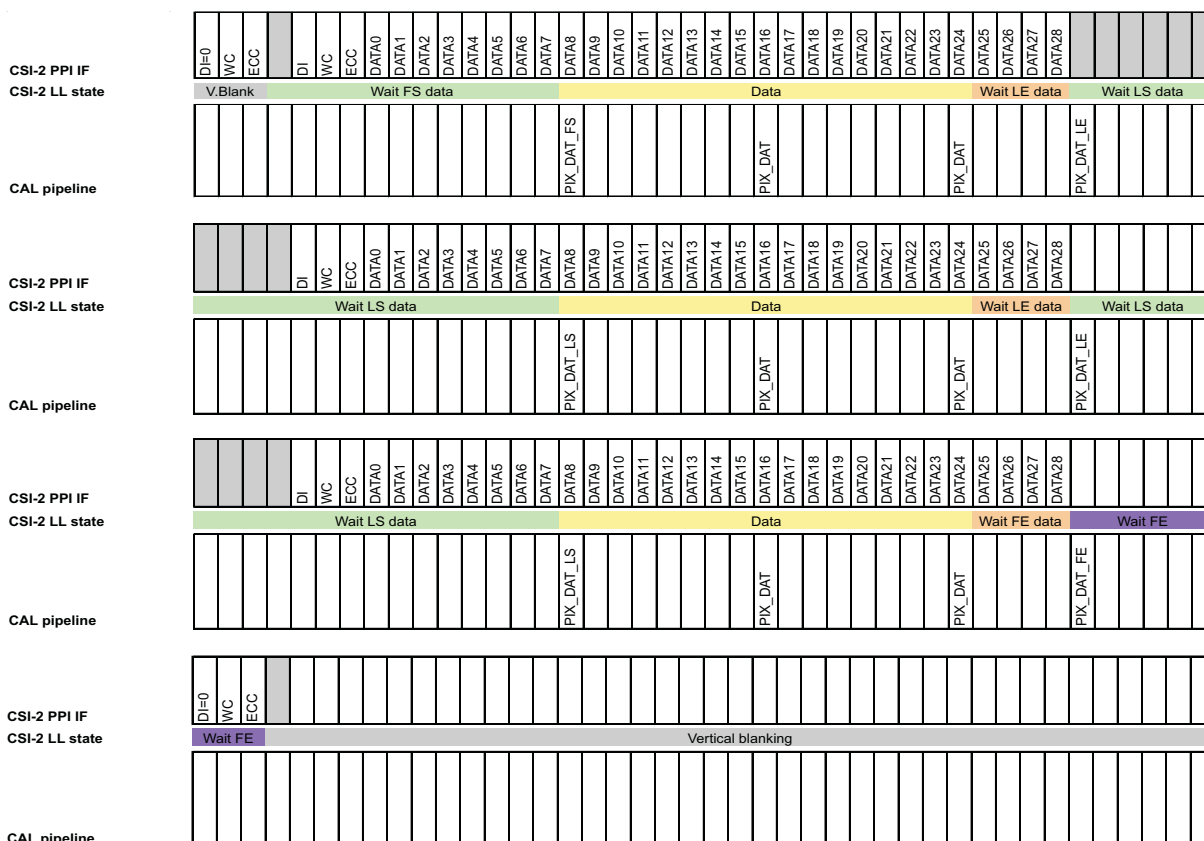 DI=0 WC ECC DI WC ECC DATA0 DATA1 DATA2 DATA3 DATA4 DATA5 DATA6 DATA7 DATA8 DATA9 DATA10 DATA11 DATA12 DATA13 DATA14 DATA15 DATA16 DATA17 DATA18 DATA19 DATA20 DATA21 DATA22 DATA23 DATA24 DATA25 DATA26 DATA27 DATA28
CSI-2 PPI IF
CSI-2 LL state V.Blank Wait FS data Data Wait LE data Wait LS data
PIX_DAT_FS PIX_DAT PIX_DAT PIX_DAT_LE
CAL pipeline
DI WC ECC DATA0 DATA1 DATA2 DATA3 DATA4 DATA5 DATA6 DATA7 DATA8 DATA9 DATA10 DATA11 DATA12 DATA13 DATA14 DATA15 DATA16 DATA17 DATA18 DATA19 DATA20 DATA21 DATA22 DATA23 DATA24 DATA25 DATA26 DATA27 DATA28
CSI-2 PPI IF
CSI-2 LL state Wait LS data Data Wait LE data Wait LS data
PIX_DAT_LS PIX_DAT PIX_DAT PIX_DAT_LE
CAL pipeline
DI WC ECC DATA0 DATA1 DATA2 DATA3 DATA4 DATA5 DATA6 DATA7 DATA8 DATA9 DATA10 DATA11 DATA12 DATA13 DATA14 DATA15 DATA16 DATA17 DATA18 DATA19 DATA20 DATA21 DATA22 DATA23 DATA24 DATA25 DATA26 DATA27 DATA28
CSI-2 PPI IF
CSI-2 LL state Wait LS data Data Wait FE data Wait FE
PIX_DAT_LS PIX_DAT PIX_DAT PIX_DAT_FE
CAL pipeline
DI=0 WC ECC
CSI-2 PPI IF
CSI-2 LL state Wait FE Vertical blanking
CAL pipeline